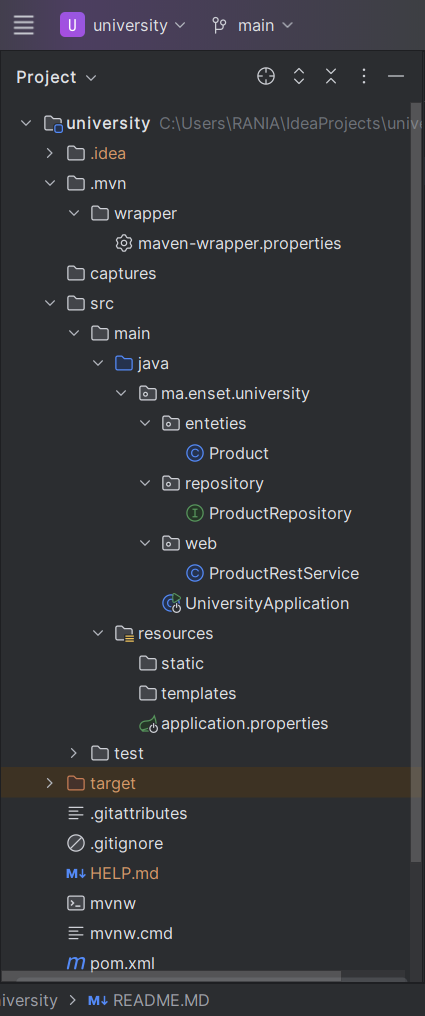 U university main
Project
university C:\Users\RANIA\IdeaProjects\univ
.idea
.mvn
wrapper
maven-wrapper.properties
captures
src
main
java
ma.enset.university
enteties
C Product
repository
I ProductRepository
web
C ProductRestService
UniversityApplication
resources
static
templates
application.properties
test
target
.gitattributes
.gitignore
M↓ HELP.md
mvnw
mvnw.cmd
m pom.xml
iversity > M↓ README.MD